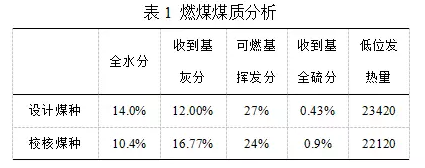 表 1 燃煤煤质分析
全水分 收到基灰分 可燃基挥发分 收到基全硫分 低位发热量
设计煤种 14.0% 12.00% 27% 0.43% 23420
校核煤种 10.4% 16.77% 24% 0.9% 22120